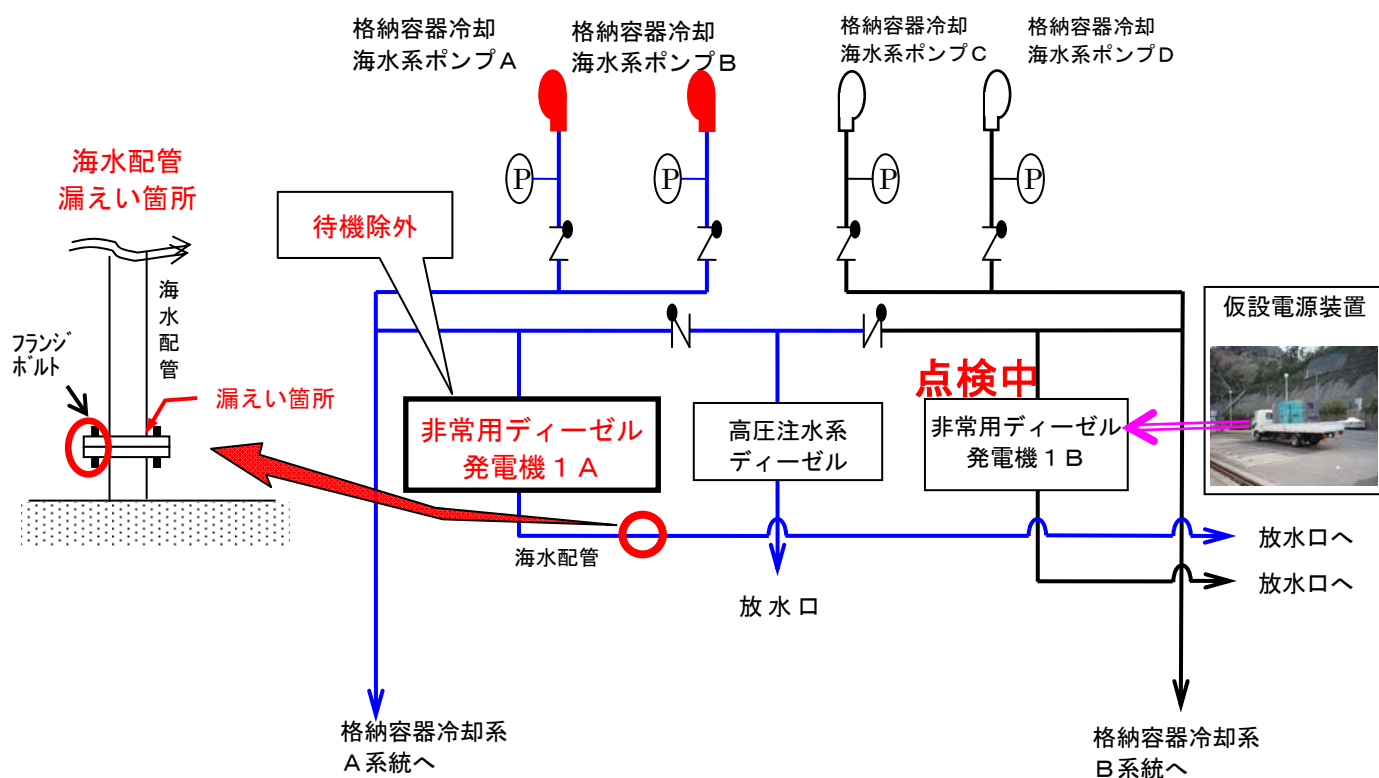 格納容器冷却
海水系ポンプＡ
格納容器冷却
海水系ポンプＢ
格納容器冷却
海水系ポンプＣ
格納容器冷却
海水系ポンプＤ
P
P
P
P
海水配管
漏えい箇所
待機除外
海水配管
フランジ
ボルト
漏えい箇所
仮設電源装置
点検中
非常用ディーゼル
発電機１Ａ
高圧注水系
ディーゼル
非常用ディーゼル
発電機１Ｂ
海水配管
放水口へ
放水口
放水口へ
格納容器冷却系
Ａ系統へ
格納容器冷却系
Ｂ系統へ